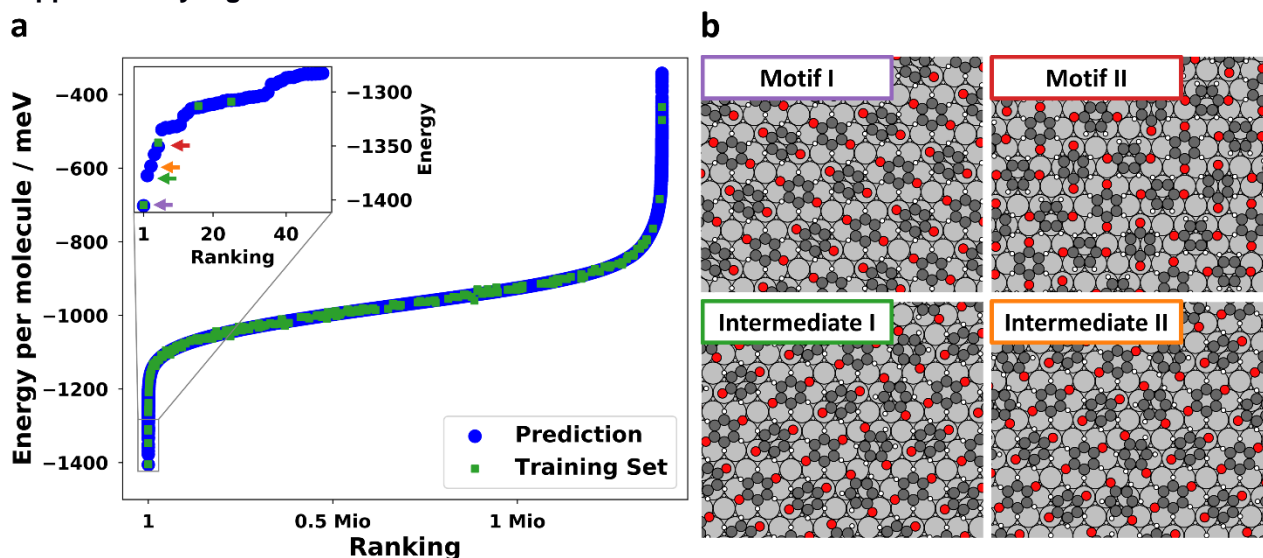 a
b
−400
−600
−800
−1000
−1200
−1400
Energy per molecule / meV
1
0.5 Mio
1 Mio
Ranking
−1300
−1350
−1400
Energy
1
20
40
Ranking
Prediction
Training Set
Motif I
Motif II
Intermediate I
Intermediate II